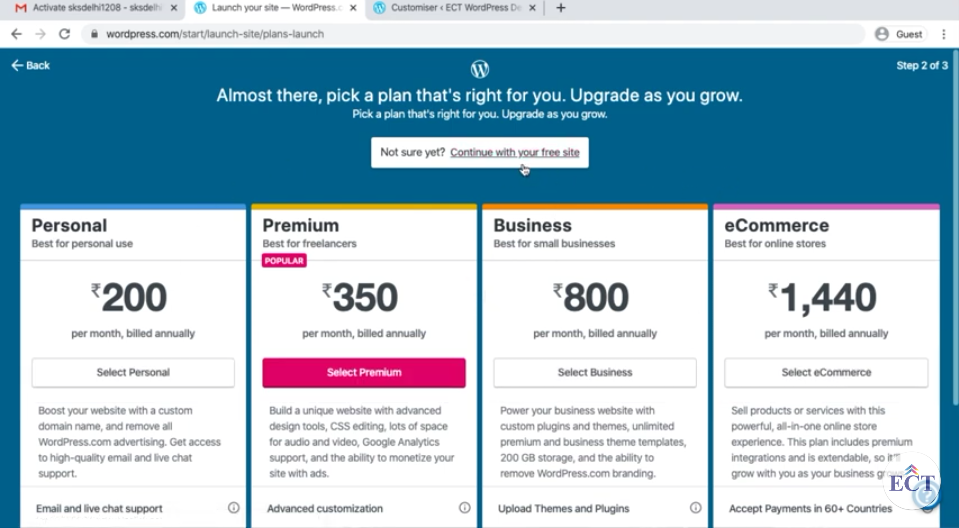 Activate sksdelhi1208 - sksdelhi
Launch your site — WordPress.c
Customiser ‹ ECT WordPress De
wordpress.com/start/launch-site/plans-launch
Guest
Back
Step 2 of 3
Almost there, pick a plan that's right for you. Upgrade as you grow.
Pick a plan that's right for you. Upgrade as you grow.
Not sure yet? Continue with your free site
Personal
Best for personal use
₹200
per month, billed annually
Select Personal
Boost your website with a custom
domain name, and remove all
WordPress.com advertising. Get access
to high-quality email and live chat
support.
Email and live chat support
Premium
Best for freelancers
POPULAR
₹350
per month, billed annually
Select Premium
Build a unique website with advanced
design tools, CSS editing, lots of space
for audio and video, Google Analytics
support, and the ability to monetize your
site with ads.
Advanced customization
Business
Best for small businesses
₹800
per month, billed annually
Select Business
Power your business website with
custom plugins and themes, unlimited
premium and business theme templates,
200 GB storage, and the ability to
remove WordPress.com branding.
Upload Themes and Plugins
eCommerce
Best for online stores
₹1,440
per month, billed annually
Select eCommerce
Sell products or services with this
powerful, all-in-one online store
experience. This plan includes premium
integrations and is extendable, so it'll
grow with you as your business
Accept Payments in 60+ Countries
ECT